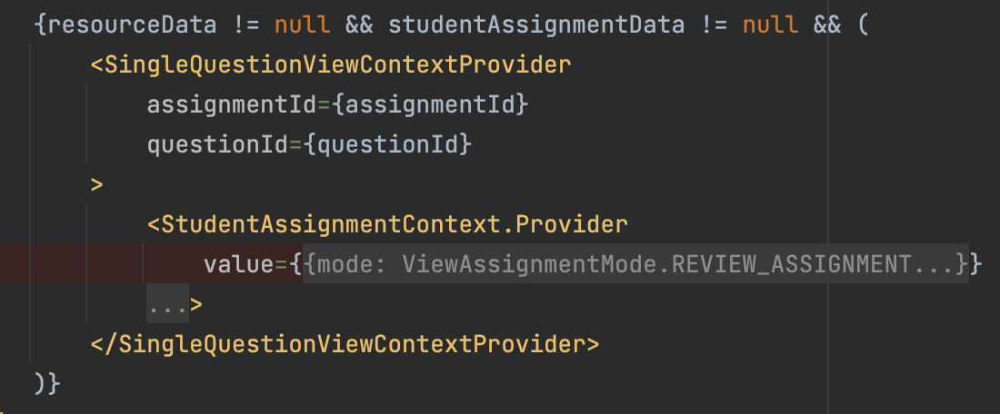 {resourceData != null && studentAssignmentData != null && (
<SingleQuestionViewContextProvider
assignmentId={assignmentId}
questionId={questionId}
>
<StudentAssignmentContext.Provider
value={{mode: ViewAssignmentMode.REVIEW_ASSIGNMENT...}}
...>
</SingleQuestionViewContextProvider>
)}